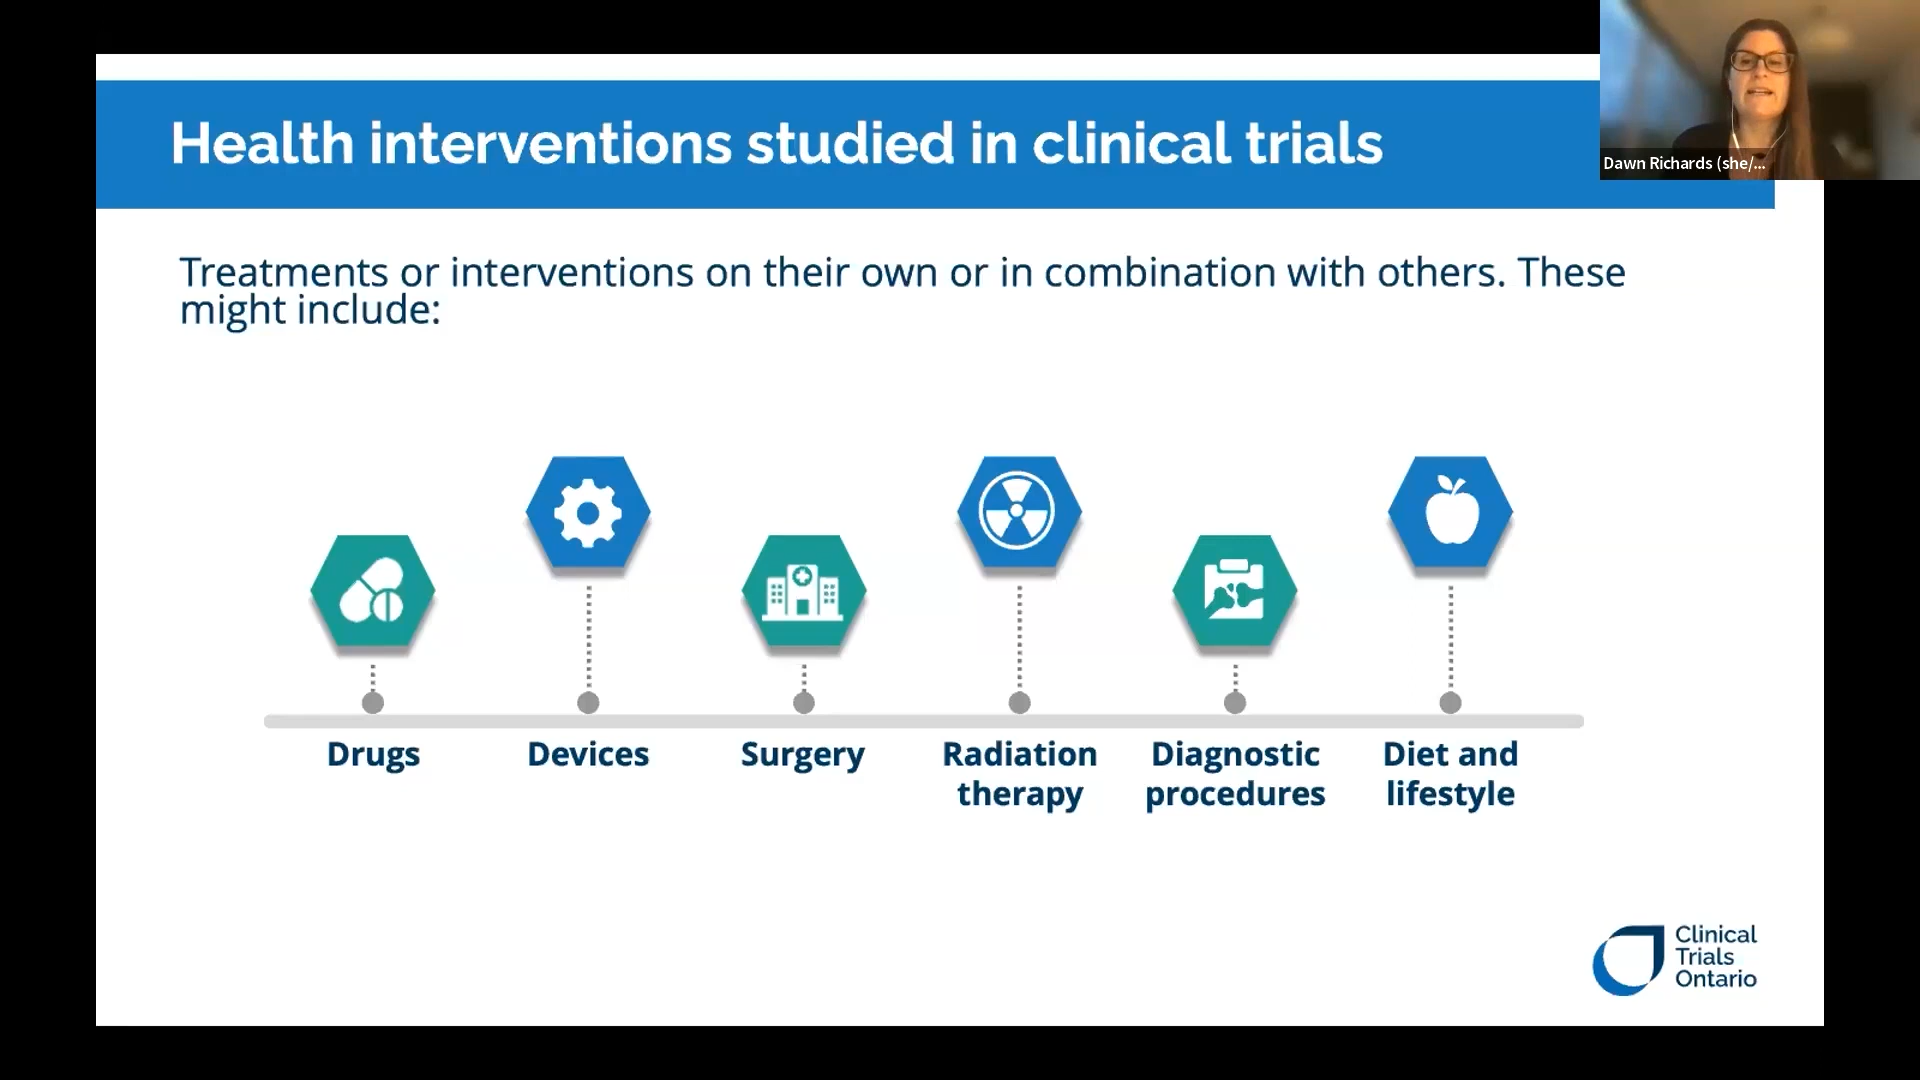 Health interventions studied in clinical trials
Dawn Richards (she/...
Treatments or interventions on their own or in combination with others. These
might include:
Drugs
Devices
Surgery
Radiation
therapy
Diagnostic
procedures
Diet and
lifestyle
Clinical
Trials
Ontario